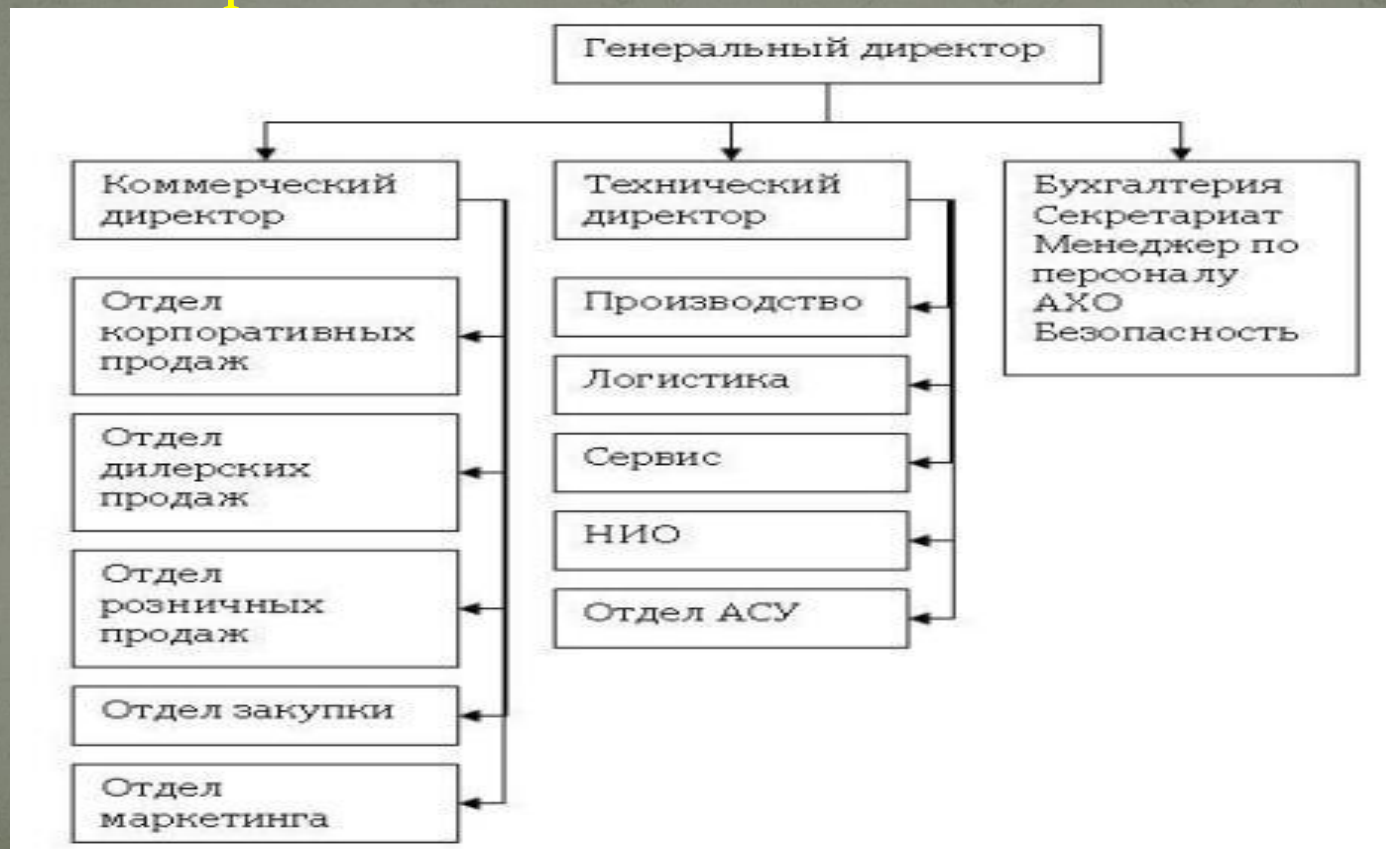 Генеральный директор
Коммерческий
директор
Отдел
корпоративных
продаж
Отдел
дилерских
продаж
Отдел
розничных
продаж
Отдел закупки
Отдел
маркетинга
Технический
директор
Производство
Логистика
Сервис
НИО
Отдел АСУ
Бухгалтерия
Секретариат
Менеджер по
персоналу
АХО
Безопасность